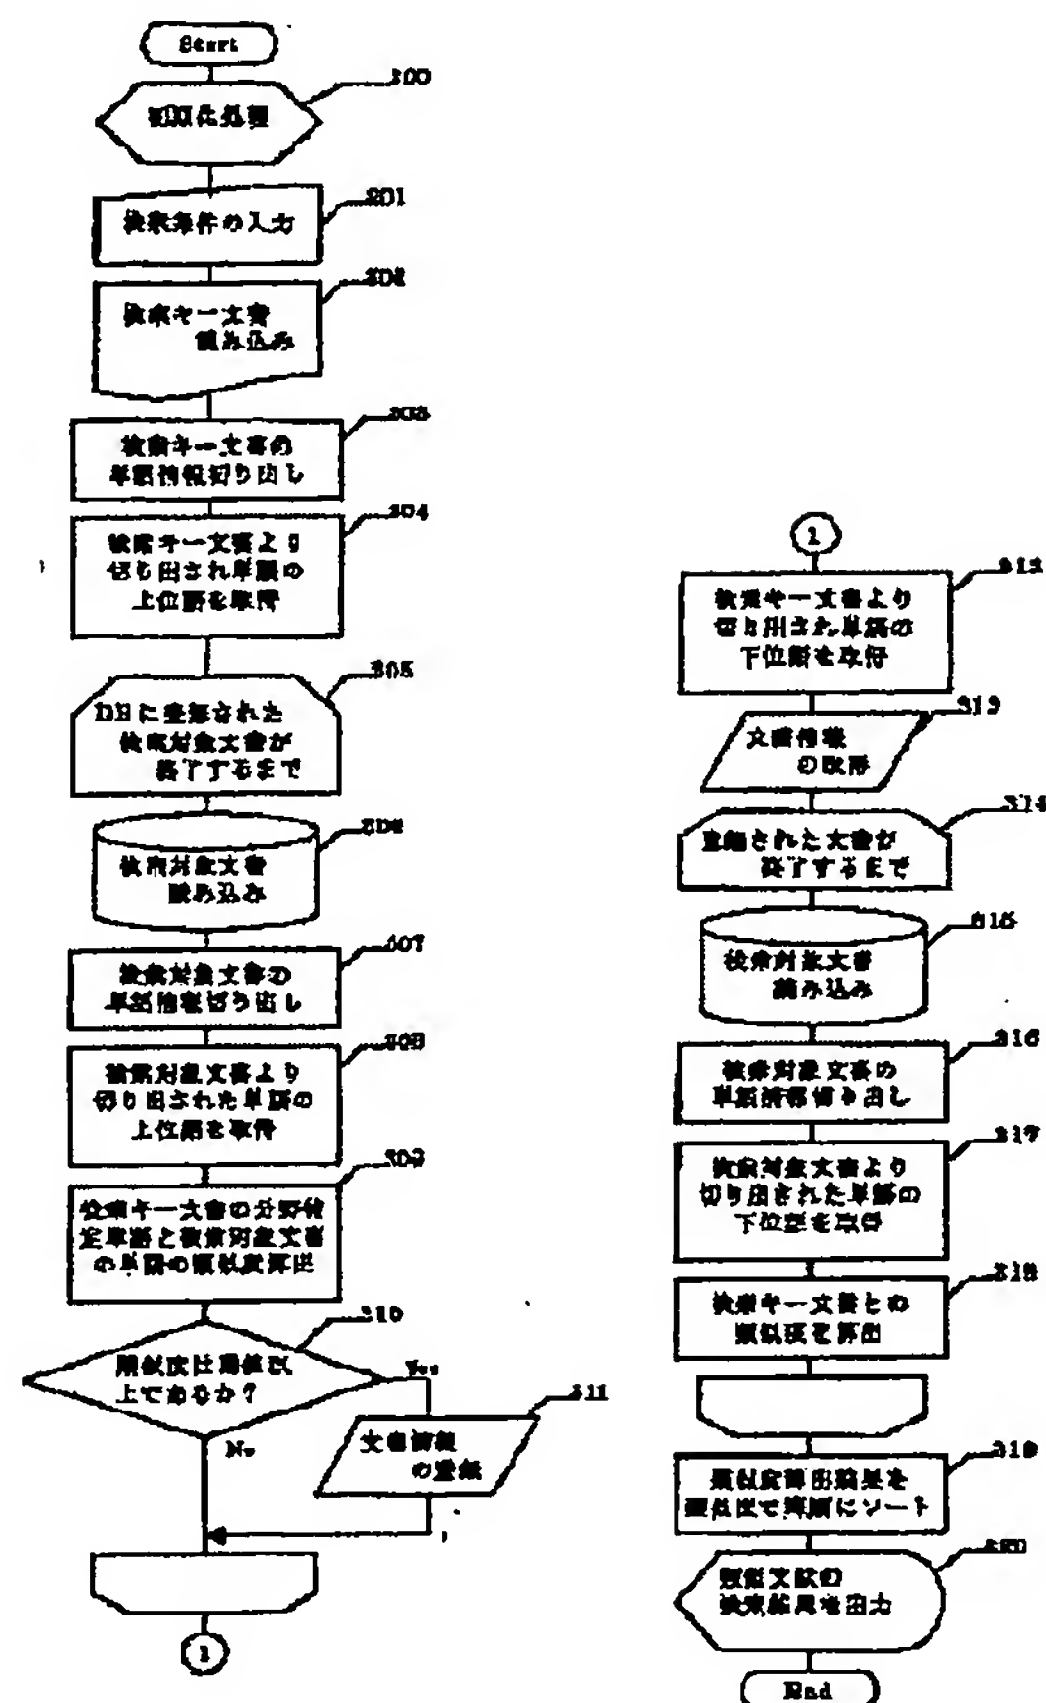 Start
300
初期化処理
301
検索条件の入力
302
検索キー文書
読み込み
303
検索キー文書の
単語情報切り出し
304
検索キー文書より
切り出され単語の
上位語を取得
305
DBに登録された
検索対象文書が
終了するまで
306
検索対象文書
読み込み
307
検索対象文書の
単語情報切り出し
308
検索対象文書より
切り出された単語の
上位語を取得
309
検索キー文書の分野特
定単語と検索対象文書
の単語の類似度算出
310
類似度は閾値以
上であるか?
Yes
No
311
文書情報
の登録
1
1
312
検索キー文書より
切り出された単語の
下位語を取得
313
文書情報
の取得
314
登録された文書が
終了するまで
315
検索対象文書
読み込み
316
検索対象文書の
単語情報切り出し
317
検索対象文書より
切り出された単語の
下位語を取得
318
検索キー文書との
類似度を算出
319
類似度算出結果を
類似度で降順にソート
320
類似文献の
検索結果を出力
End